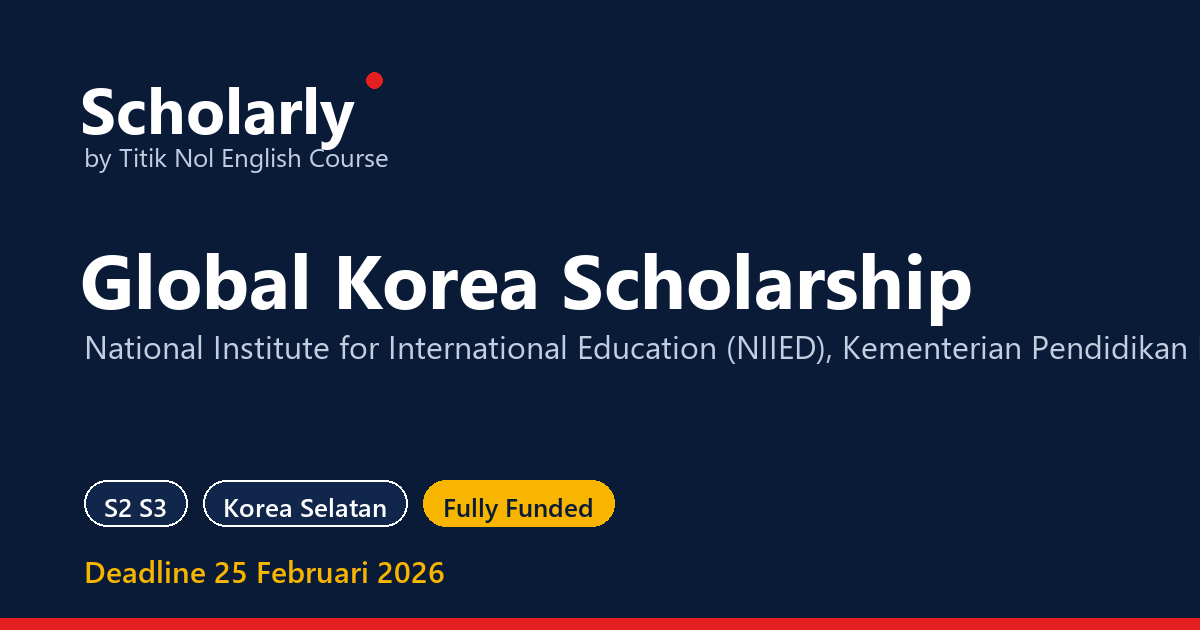 Scholarly
by Titik Nol English Course
Global Korea Scholarship
National Institute for International Education (NIIED), Kementerian Pendidikan
S2 S3
Korea Selatan
Fully Funded
Deadline 25 Februari 2026